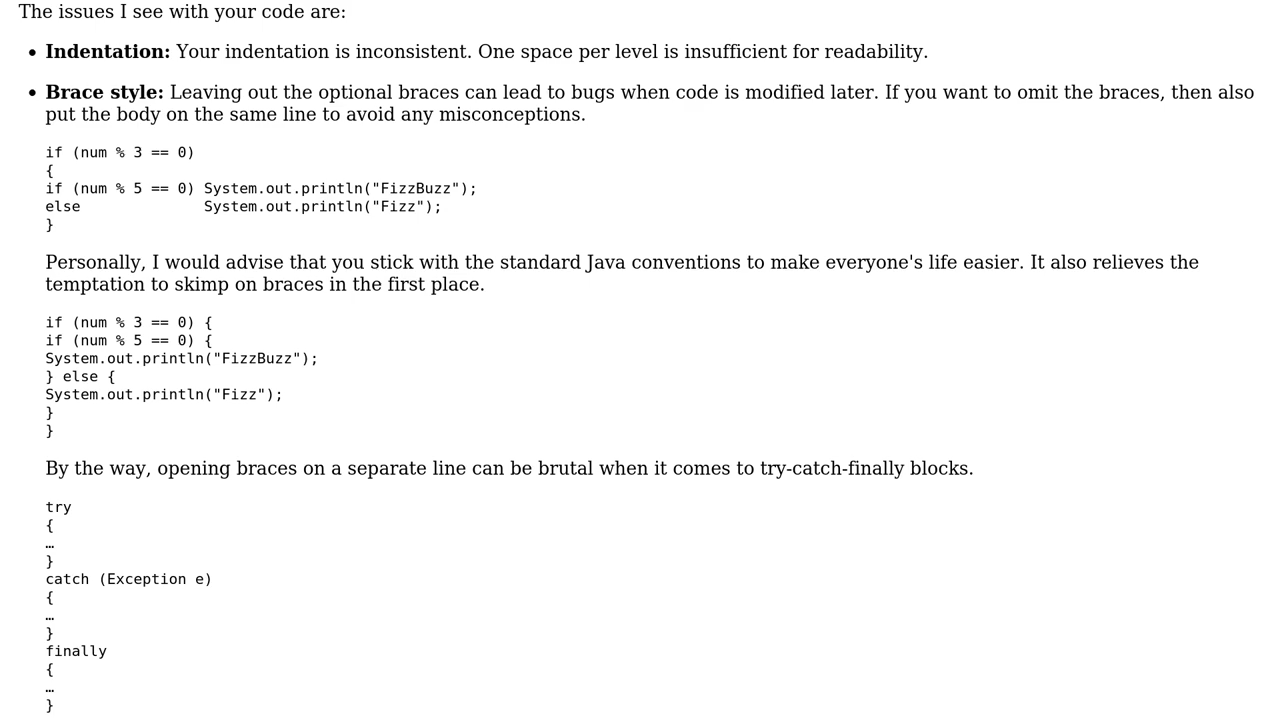 The issues I see with your code are:
• Indentation: Your indentation is inconsistent. One space per level is insufficient for readability.
• Brace style: Leaving out the optional braces can lead to bugs when code is modified later. If you want to omit the braces, then also
put the body on the same line to avoid any misconceptions.
if (num % 3 == 0)
{
if (num % 5 == 0) System.out.println("FizzBuzz");
else              System.out.println("Fizz");
}
Personally, I would advise that you stick with the standard Java conventions to make everyone's life easier. It also relieves the
temptation to skimp on braces in the first place.
if (num % 3 == 0) {
if (num % 5 == 0) {
System.out.println("FizzBuzz");
} else {
System.out.println("Fizz");
}
}
By the way, opening braces on a separate line can be brutal when it comes to try-catch-finally blocks.
try
{
…
}
catch (Exception e)
{
…
}
finally
{
…
}